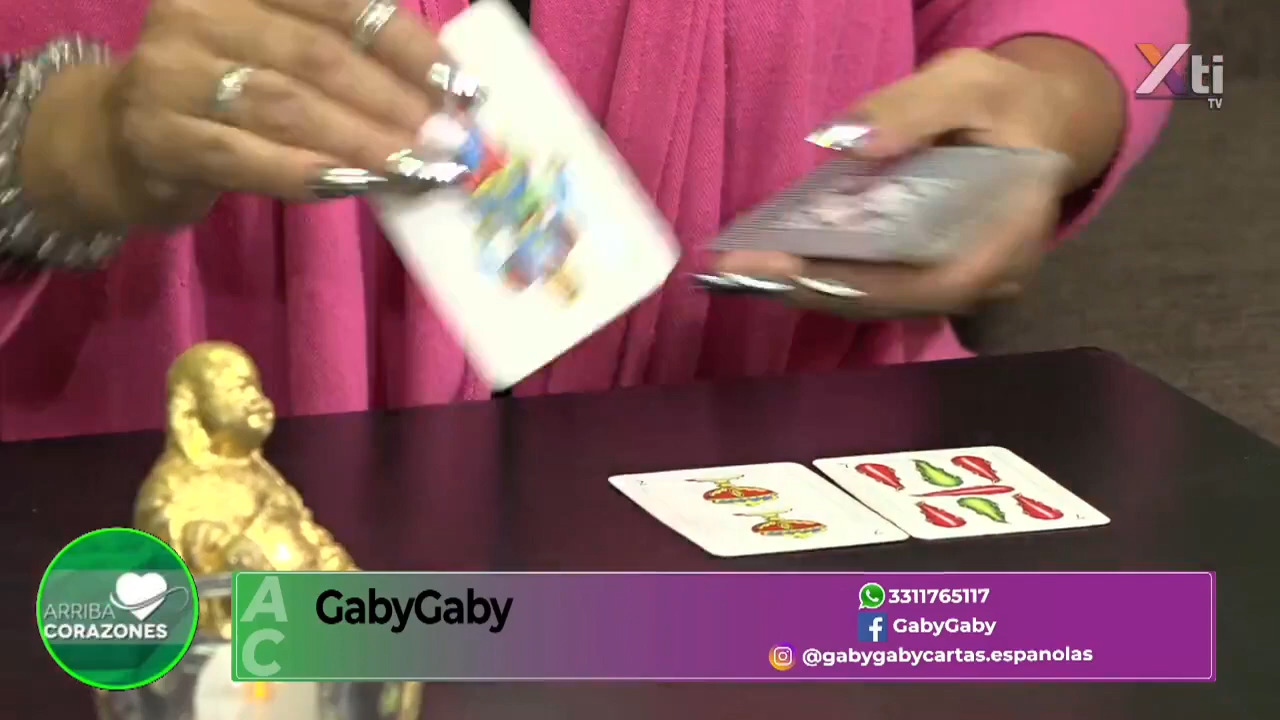 Xti
TV
ARRIBA
CORAZONES
AC
GabyGaby
3311765117
GabyGaby
@gabygabycartas.espanolas